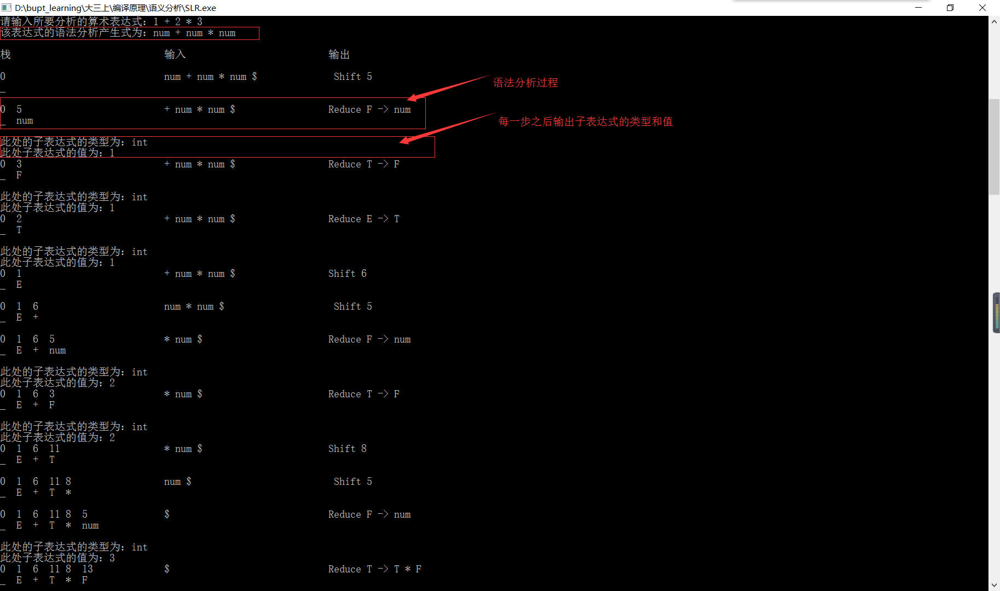 D:\bupt_learning\大三上\编译原理\语义分析\SLR.exe
请输入所要分析的算术表达式：1 + 2 * 3
该表达式的语法分析产生式为：num + num * num
栈 输入 输出
0 num + num * num $ Shift 5
_
语法分析过程
0 5 + num * num $ Reduce F -> num
_ num
每一步之后输出子表达式的类型和值
此处的子表达式的类型为：int
此处子表达式的值为：1
0 3 + num * num $ Reduce T -> F
_ F
此处的子表达式的类型为：int
此处子表达式的值为：1
0 2 + num * num $ Reduce E -> T
_ T
此处的子表达式的类型为：int
此处子表达式的值为：1
0 1 + num * num $ Shift 6
_ E
0 1 6 num * num $ Shift 5
_ E +
0 1 6 5 * num $ Reduce F -> num
_ E + num
此处的子表达式的类型为：int
此处子表达式的值为：2
0 1 6 3 * num $ Reduce T -> F
_ E + F
此处的子表达式的类型为：int
此处子表达式的值为：2
0 1 6 11 * num $ Shift 8
_ E + T
0 1 6 11 8 num $ Shift 5
_ E + T *
0 1 6 11 8 5 $ Reduce F -> num
_ E + T * num
此处的子表达式的类型为：int
此处子表达式的值为：3
0 1 6 11 8 13 $ Reduce T -> T * F
_ E + T * F